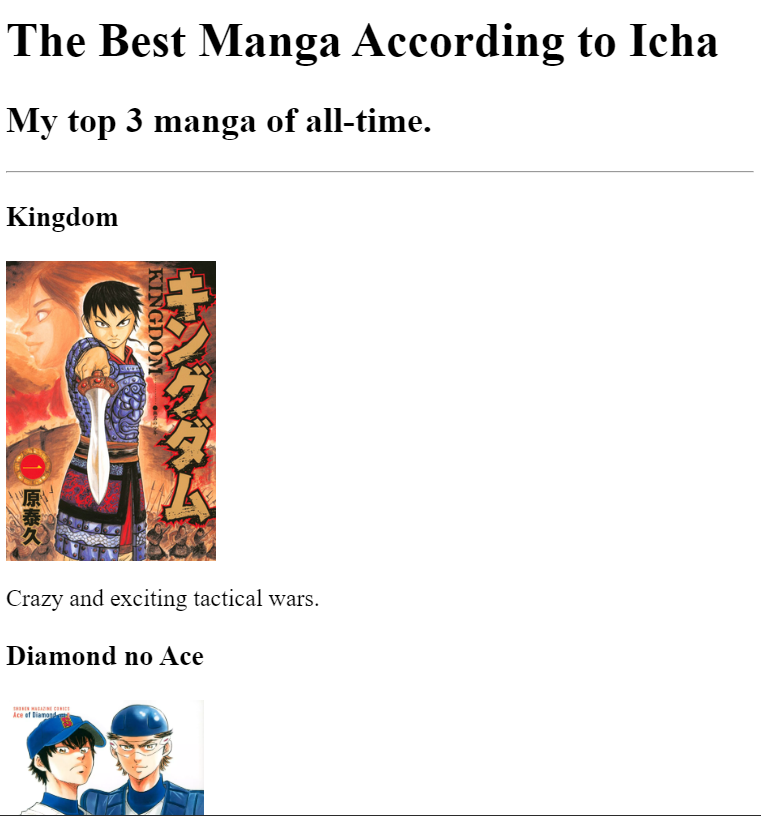 The Best Manga According to Icha
My top 3 manga of all-time.
Kingdom
キングダム
KINGDOM
一
原泰久
Crazy and exciting tactical wars.
Diamond no Ace
SHONEN MAGAZINE COMICS
Ace of Diamond